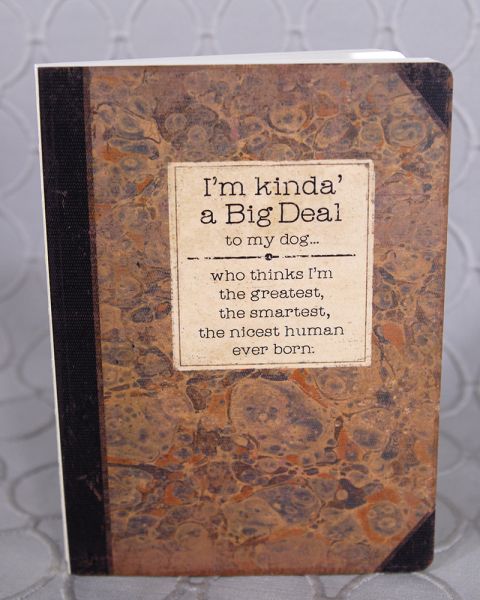 I'm kinda'
a Big Deal
to my dog...
who thinks I'm
the greatest,
the smartest,
the nicest human
ever born.